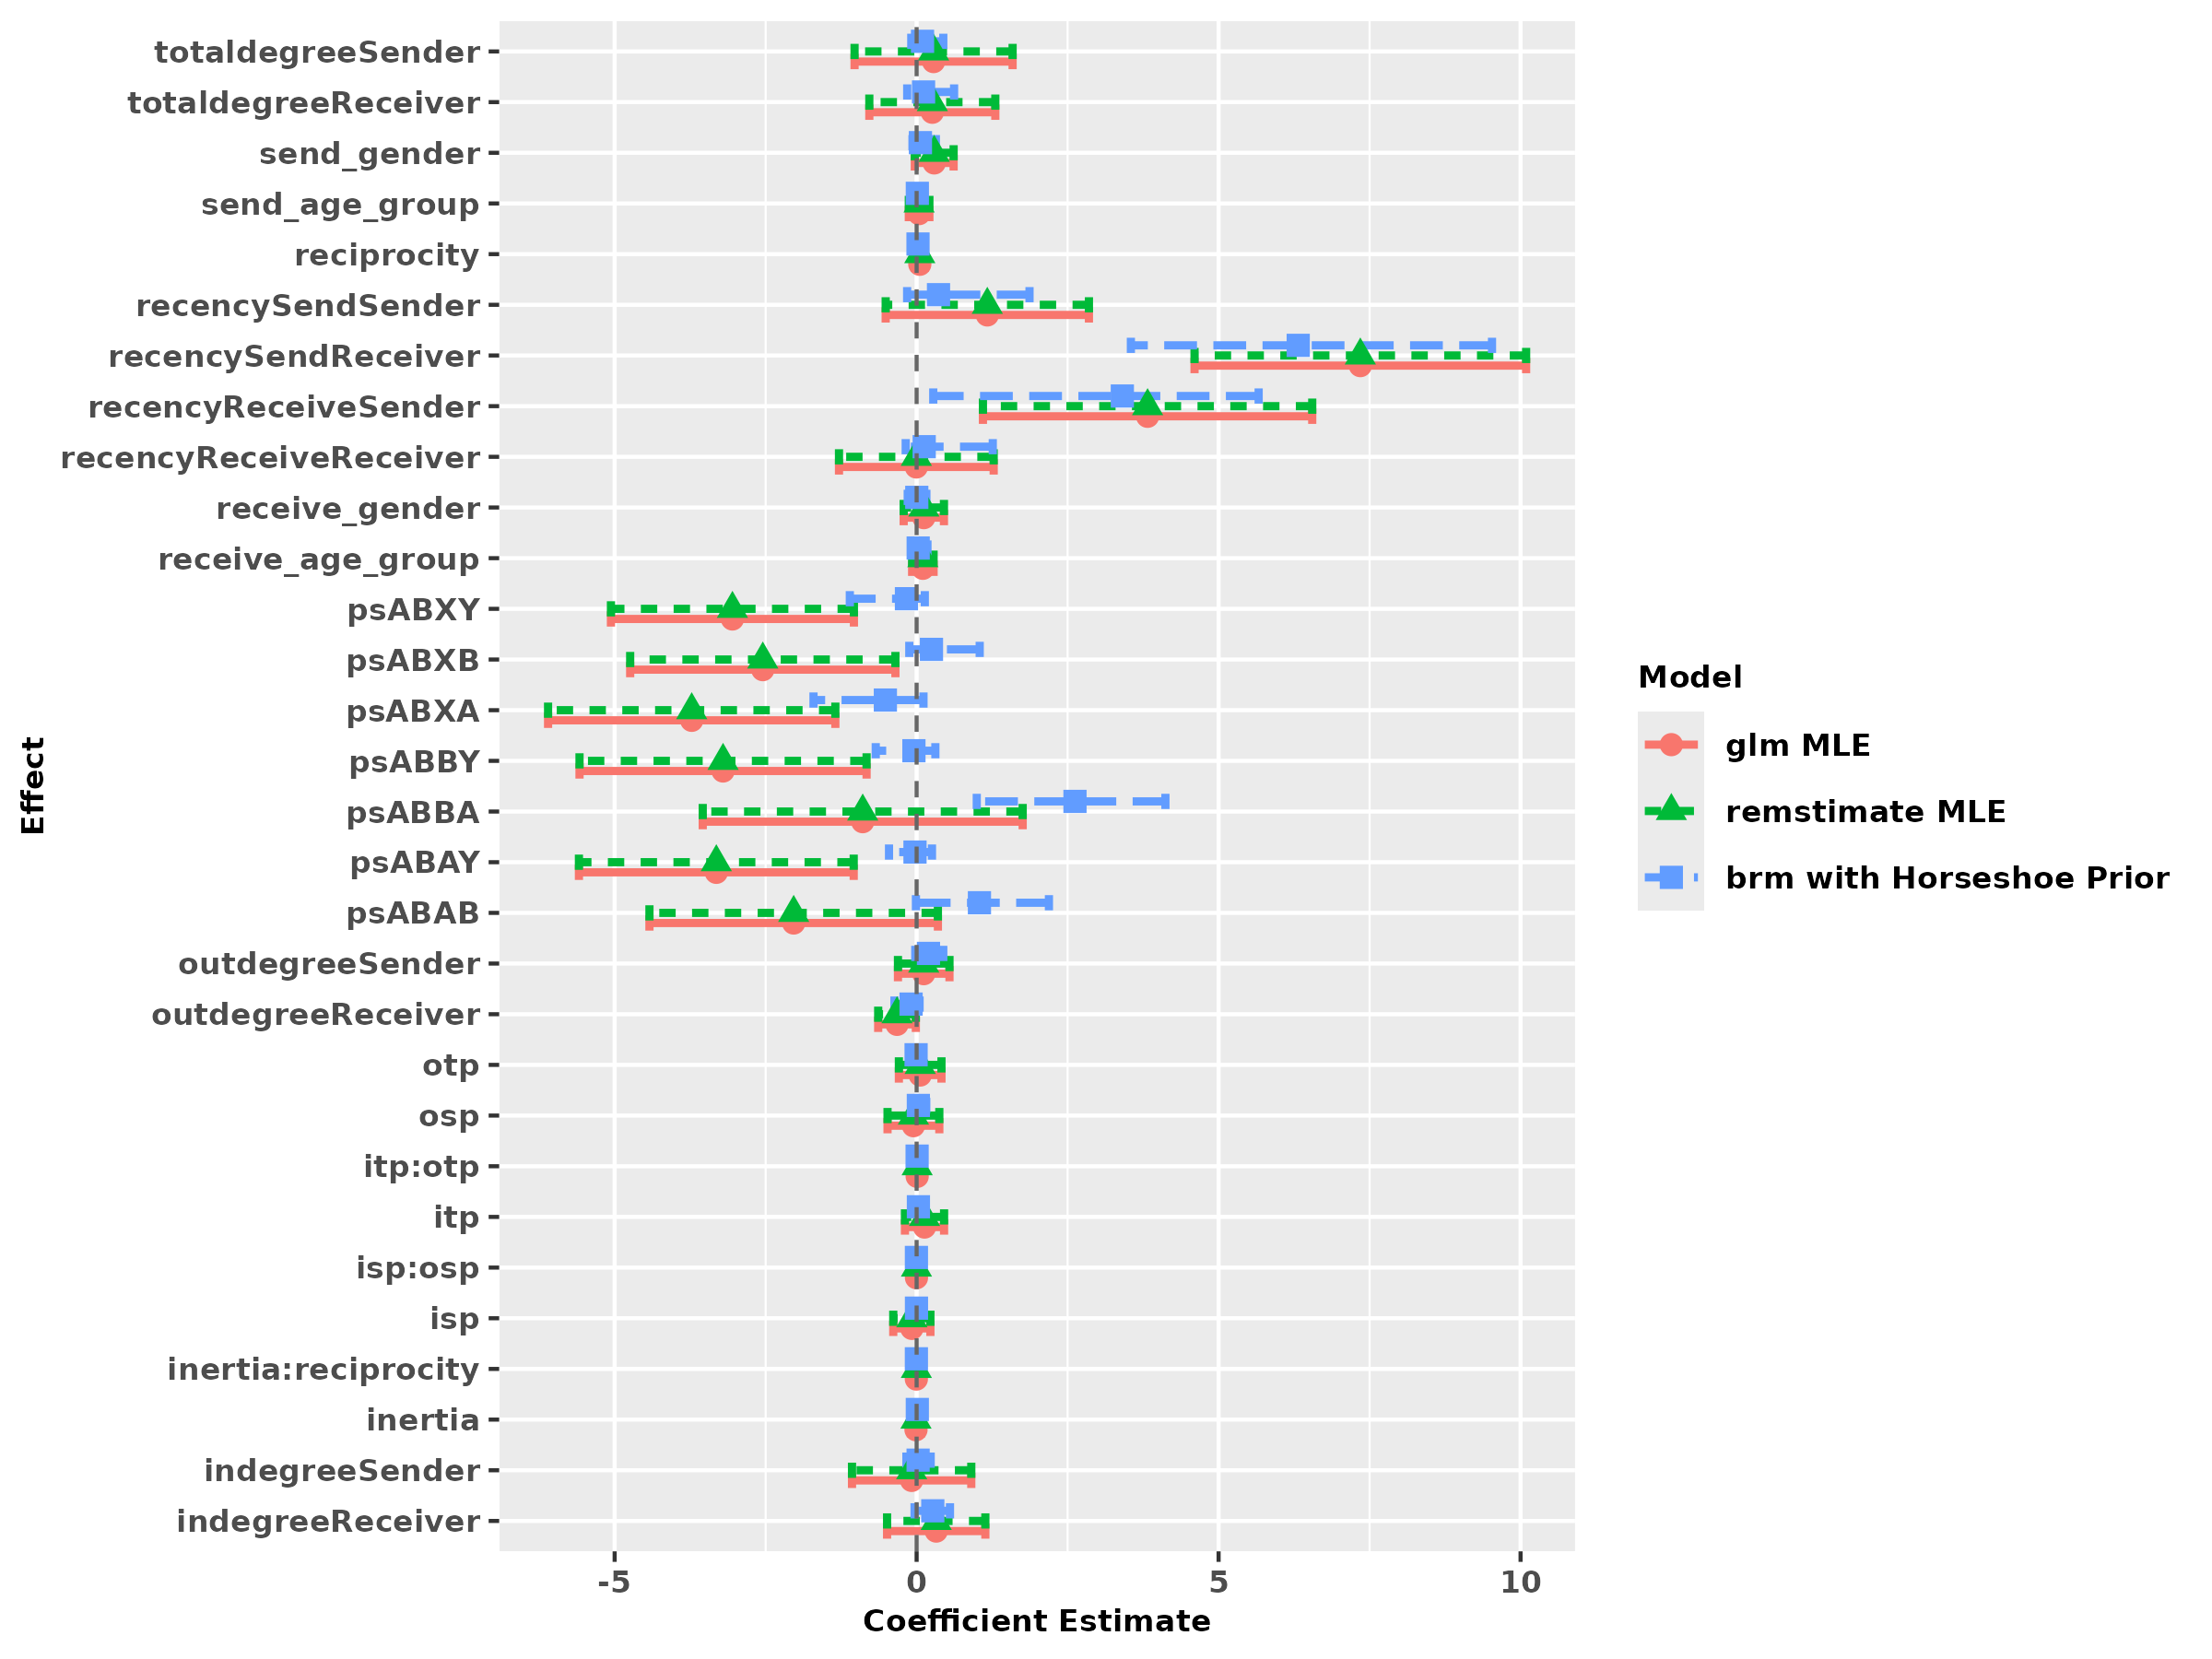 totaldegreeSender
totaldegreeReceiver
send_gender
send_age_group
reciprocity
recencySendSender
recencySendReceiver
recencyReceiveSender
recencyReceiveReceiver
receive_gender
receive_age_group
psABXY
psABXB
psABXA
psABBY
psABBA
psABAY
psABAB
outdegreeSender
outdegreeReceiver
otp
osp
itp:otp
itp
isp:osp
isp
inertia:reciprocity
inertia
indegreeSender
indegreeReceiver
Effect
-5 0 5 10
Coefficient Estimate
Model
glm MLE
remstimate MLE
brm with Horseshoe Prior